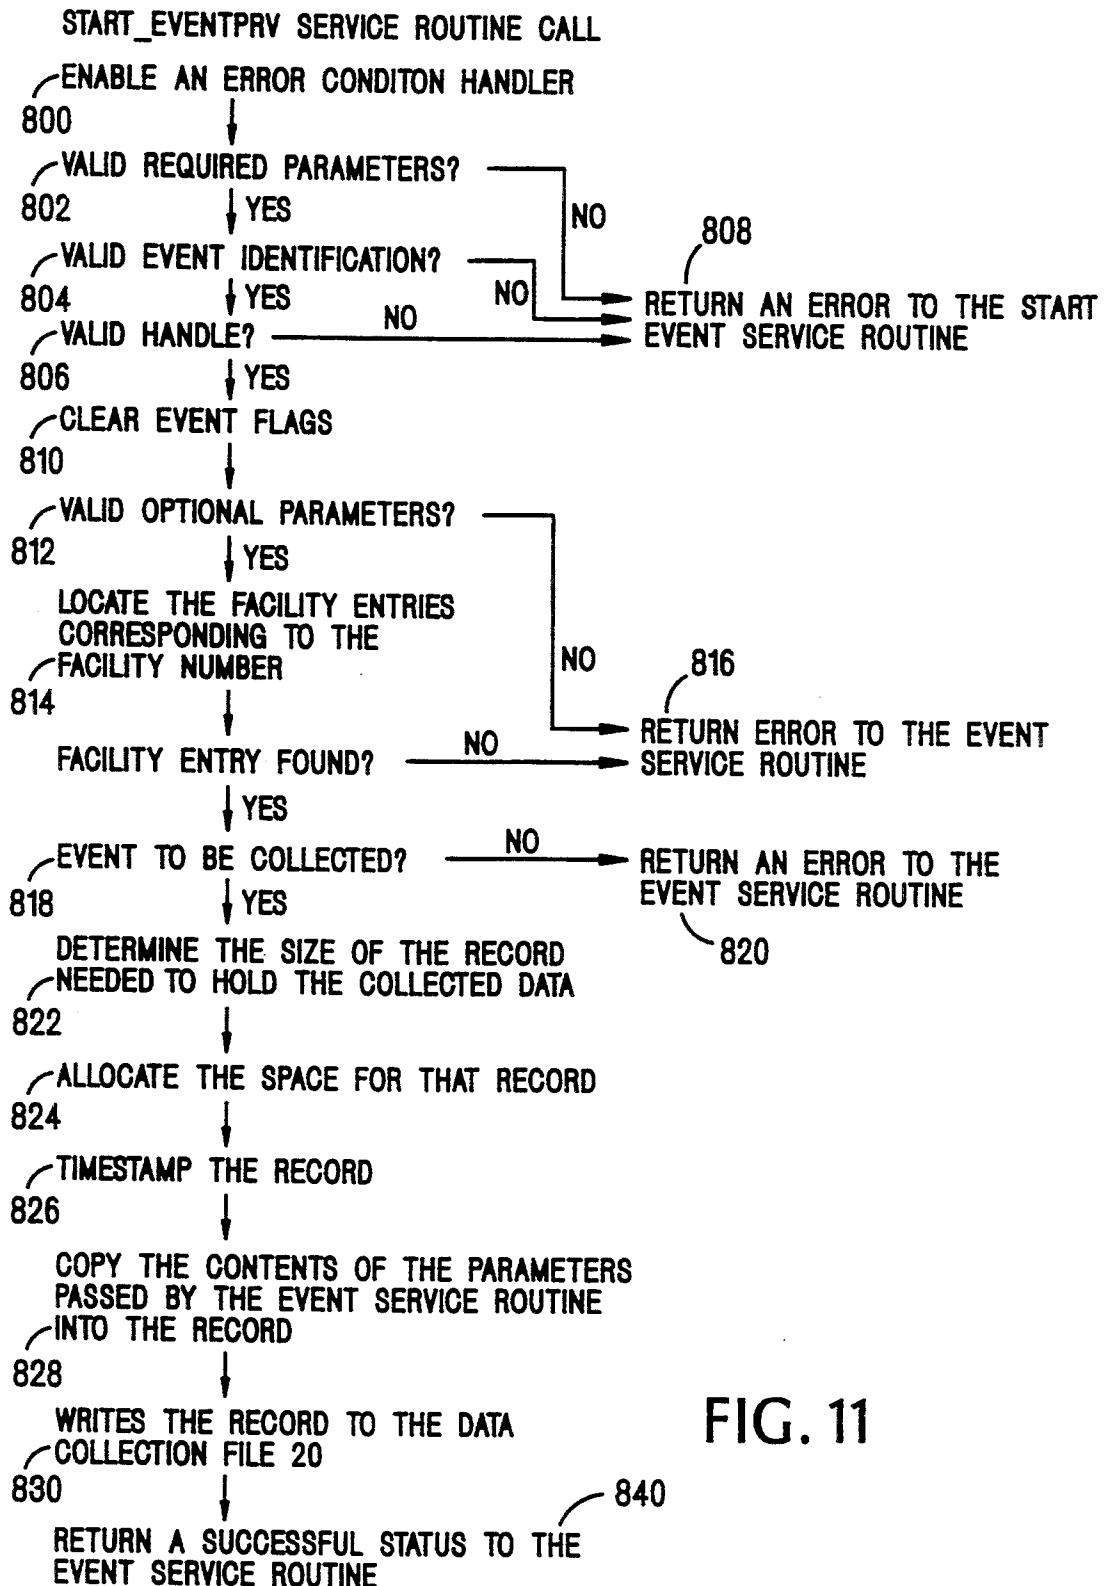 START_EVENTPRV SERVICE ROUTINE CALL
ENABLE AN ERROR CONDITON HANDLER
800
VALID REQUIRED PARAMETERS?
802
YES
NO
808
VALID EVENT IDENTIFICATION?
804
YES
NO
RETURN AN ERROR TO THE START
EVENT SERVICE ROUTINE
VALID HANDLE?
NO
806
YES
CLEAR EVENT FLAGS
810
VALID OPTIONAL PARAMETERS?
812
YES
LOCATE THE FACILITY ENTRIES
CORRESPONDING TO THE
FACILITY NUMBER
814
NO
816
RETURN ERROR TO THE EVENT
SERVICE ROUTINE
FACILITY ENTRY FOUND?
NO
YES
EVENT TO BE COLLECTED?
NO
818
YES
RETURN AN ERROR TO THE
EVENT SERVICE ROUTINE
820
DETERMINE THE SIZE OF THE RECORD
NEEDED TO HOLD THE COLLECTED DATA
822
ALLOCATE THE SPACE FOR THAT RECORD
824
TIMESTAMP THE RECORD
826
COPY THE CONTENTS OF THE PARAMETERS
PASSED BY THE EVENT SERVICE ROUTINE
INTO THE RECORD
828
WRITES THE RECORD TO THE DATA
COLLECTION FILE 20
830
FIG. 11
840
RETURN A SUCCESSFUL STATUS TO THE
EVENT SERVICE ROUTINE